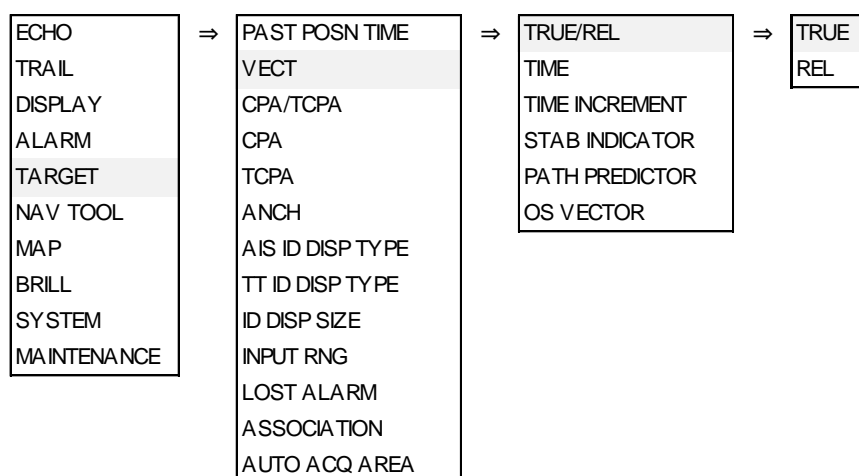 ECHO
TRAIL
DISPLAY
ALARM
TARGET
NAV TOOL
MAP
BRILL
SYSTEM
MAINTENANCE
⇒
PAST POSN TIME
VECT
CPA/TCPA
CPA
TCPA
ANCH
AIS ID DISP TYPE
TT ID DISP TYPE
ID DISP SIZE
INPUT RNG
LOST ALARM
ASSOCIATION
AUTO ACQ AREA
⇒
TRUE/REL
TIME
TIME INCREMENT
STAB INDICATOR
PATH PREDICTOR
OS VECTOR
⇒
TRUE
REL